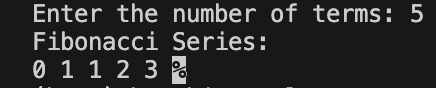 Enter the number of terms: 5
Fibonacci Series:
0 1 1 2 3 %